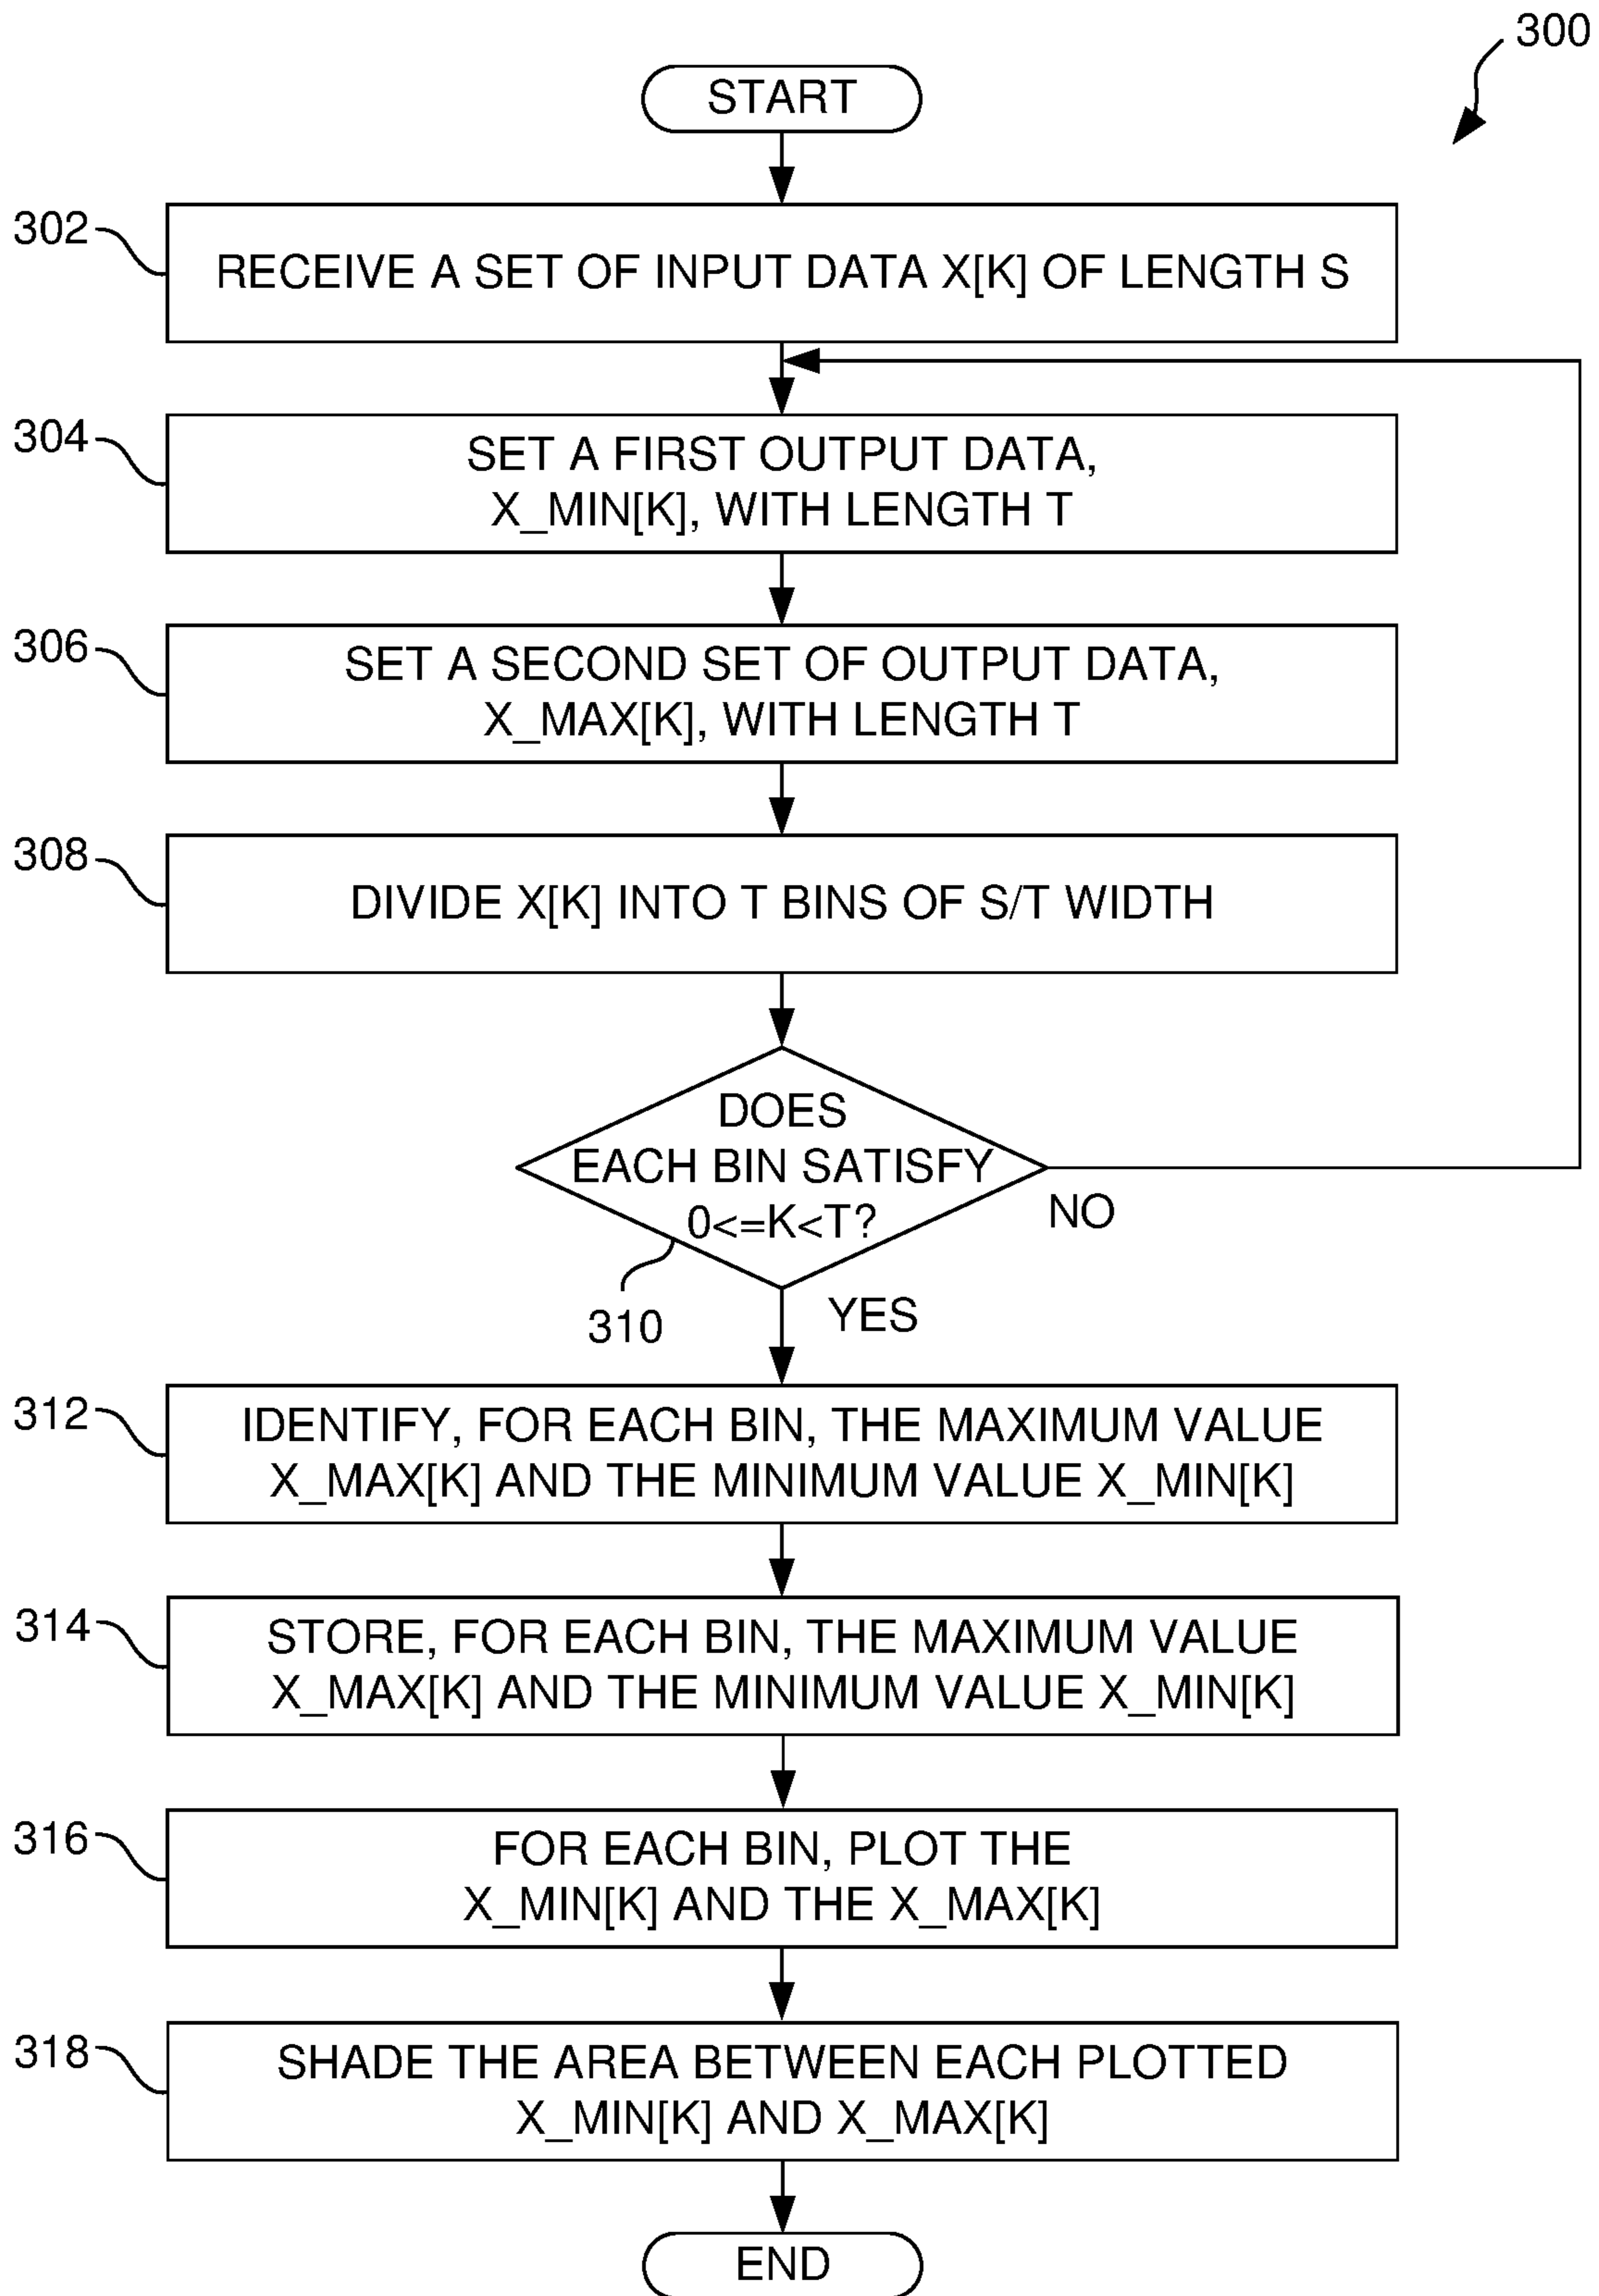 300
START
302
RECEIVE A SET OF INPUT DATA X[K] OF LENGTH S
304
SET A FIRST OUTPUT DATA,
X_MIN[K], WITH LENGTH T
306
SET A SECOND SET OF OUTPUT DATA,
X_MAX[K], WITH LENGTH T
308
DIVIDE X[K] INTO T BINS OF S/T WIDTH
DOES
EACH BIN SATISFY
0<=K<T?
NO
310
YES
312
IDENTIFY, FOR EACH BIN, THE MAXIMUM VALUE
X_MAX[K] AND THE MINIMUM VALUE X_MIN[K]
314
STORE, FOR EACH BIN, THE MAXIMUM VALUE
X_MAX[K] AND THE MINIMUM VALUE X_MIN[K]
316
FOR EACH BIN, PLOT THE
X_MIN[K] AND THE X_MAX[K]
318
SHADE THE AREA BETWEEN EACH PLOTTED
X_MIN[K] AND X_MAX[K]
END